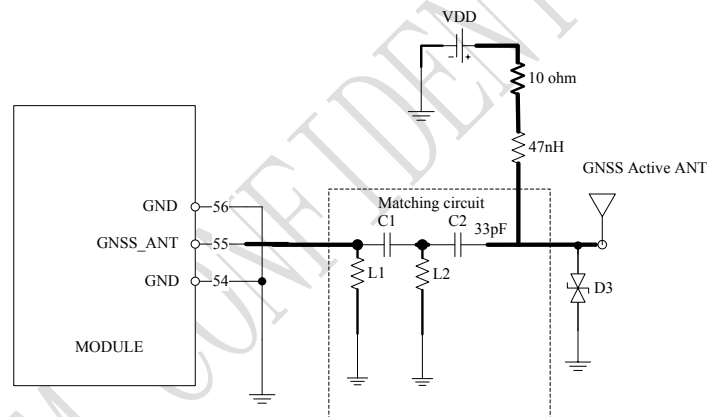 VDD
- +
10 ohm
47nH
GNSS Active ANT
Matching circuit
C1 C2 33pF
GND 56
GNSS_ANT 55
GND 54
L1 L2
D3
MODULE
CONFIDENT